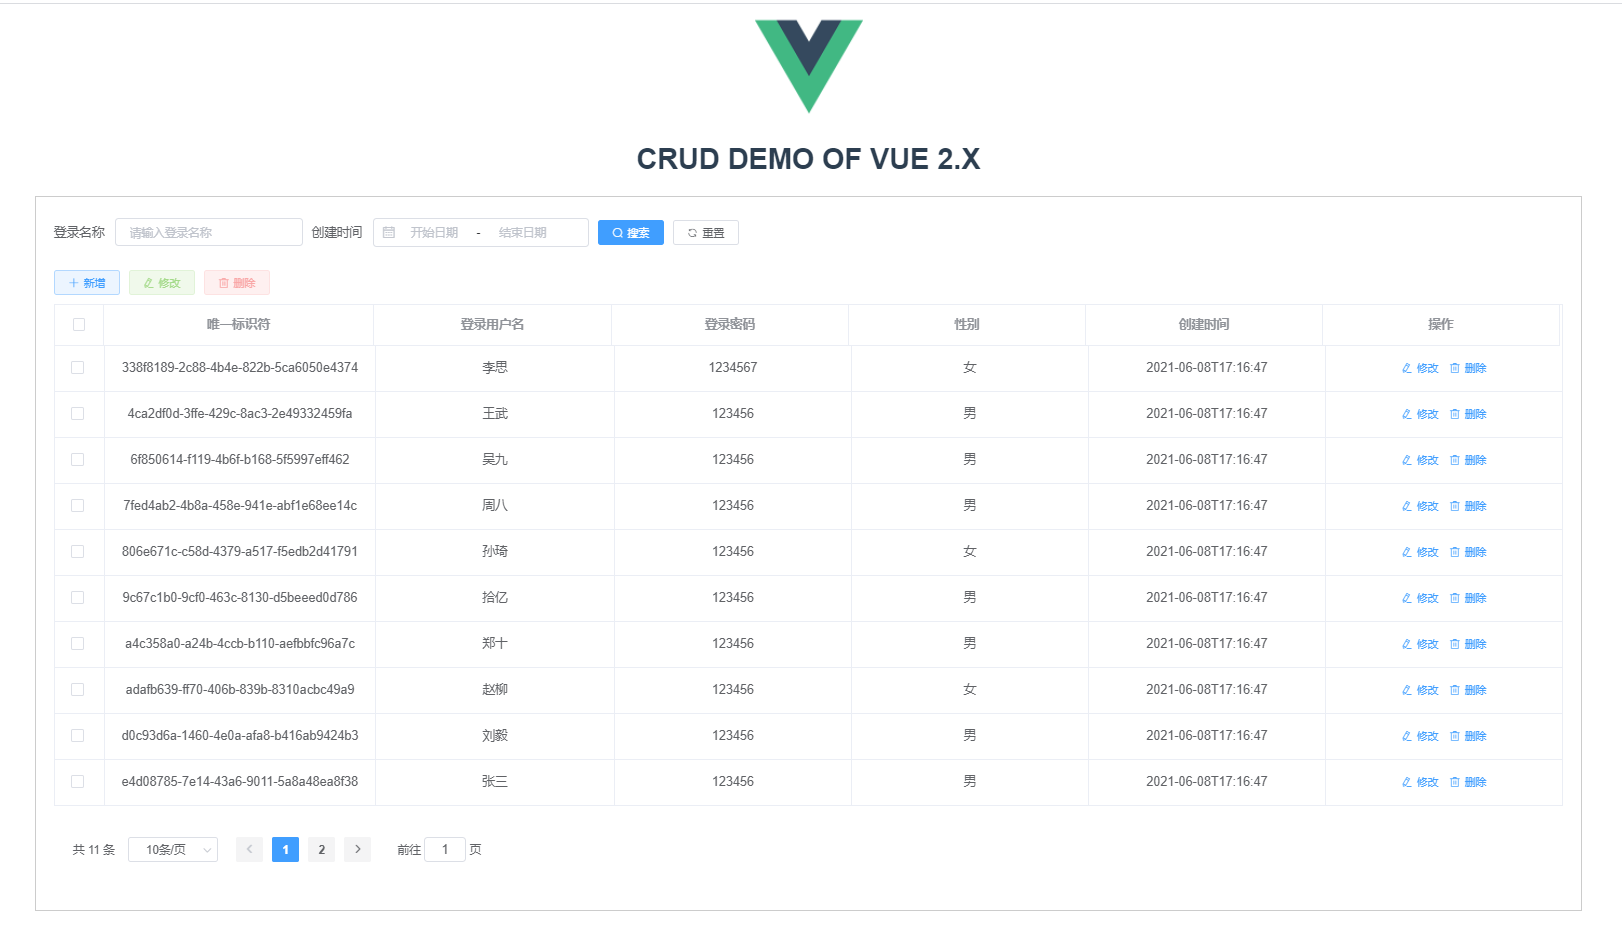 CRUD DEMO OF VUE 2.X
登录名称 请输入登录名称 创建时间 开始日期 - 结束日期 搜索 重置
新增 修改 删除
唯一标识符 登录用户名 登录密码 性别 创建时间 操作
338f8189-2c88-4b4e-822b-5ca6050e4374 李思 1234567 女 2021-06-08T17:16:47 修改 删除
4ca2df0d-3ffe-429c-8ac3-2e49332459fa 王武 123456 男 2021-06-08T17:16:47 修改 删除
6f850614-f119-4b6f-b168-5f5997eff462 吴九 123456 男 2021-06-08T17:16:47 修改 删除
7fed4ab2-4b8a-458e-941e-abf1e68ee14c 周八 123456 男 2021-06-08T17:16:47 修改 删除
806e671c-c58d-4379-a517-f5edb2d41791 孙琦 123456 女 2021-06-08T17:16:47 修改 删除
9c67c1b0-9cf0-463c-8130-d5beeed0d786 拾亿 123456 男 2021-06-08T17:16:47 修改 删除
a4c358a0-a24b-4ccb-b110-aefbbfc96a7c 郑十 123456 男 2021-06-08T17:16:47 修改 删除
adafb639-ff70-406b-839b-8310acbc49a9 赵柳 123456 女 2021-06-08T17:16:47 修改 删除
d0c93d6a-1460-4e0a-afa8-b416ab9424b3 刘毅 123456 男 2021-06-08T17:16:47 修改 删除
e4d08785-7e14-43a6-9011-5a8a48ea8f38 张三 123456 男 2021-06-08T17:16:47 修改 删除
共 11 条 10条/页 1 2 前往 1 页